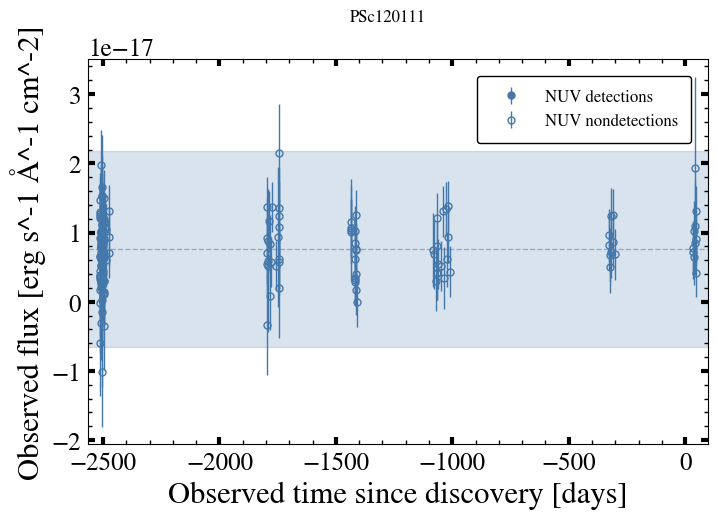 PSc120111
1e−17
Observed flux [erg s^-1 Å^-1 cm^-2]
3
2
1
0
−1
−2
NUV detections
NUV nondetections
−2500 −2000 −1500 −1000 −500 0
Observed time since discovery [days]